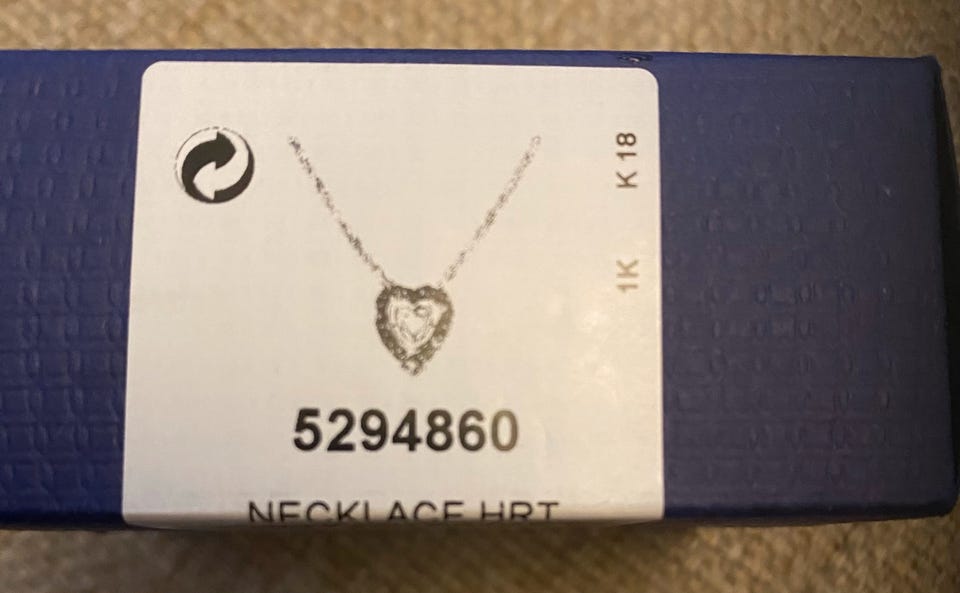 K 18
1K
5294860
NECKLACE HRT